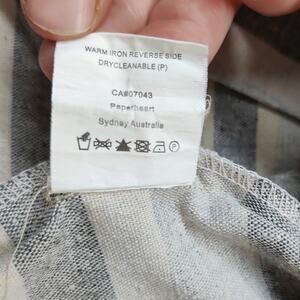 WARM IRON REVERSE SIDE
DRYCLEANABLE (P)
CA#07043
Paperheart
Sydney Australia
P